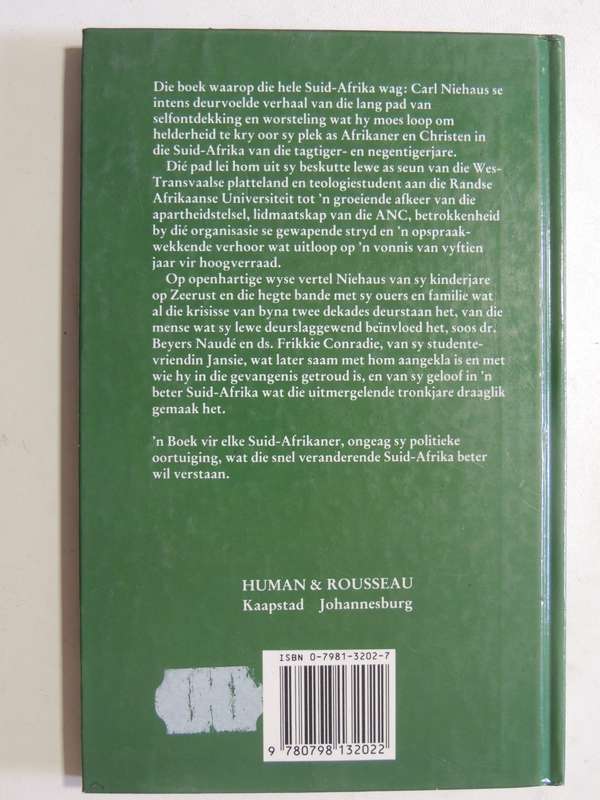 Die boek waarop die hele Suid-Afrika wag: Carl Niehaus se
intens deurvoelde verhaal van die lang pad van
selfontdekking en worsteling wat hy moes loop om
helderheid te kry oor sy plek as Afrikaner en Christen in
die Suid-Afrika van die tagtiger- en negentigerjare.
Dié pad lei hom uit sy beskutte lewe as seun van die Wes-
Transvaalse platteland en teologiestudent aan die Randse
Afrikaanse Universiteit tot 'n groeiende afkeer van die
apartheidstelsel, lidmaatskap van die ANC, betrokkenheid
by dié organisasie se gewapende stryd en 'n opspraak-
wekkende verhoor wat uitloop op 'n vonnis van vyftien
jaar vir hoogverraad.
Op openhartige wyse vertel Niehaus van sy kinderjare
op Zeerust en die hegte bande met sy ouers en familie wat
al die krisisse van byna twee dekades deurstaan het, van die
mense wat sy lewe deurslaggewend beïnvloed het, soos dr.
Beyers Naudé en ds. Frikkie Conradie, van sy studente-
vriendin Jansie, wat later saam met hom aangekla is en met
wie hy in die gevangenis getroud is, en van sy geloof in 'n
beter Suid-Afrika wat die uitmergelende tronkjare draaglik
gemaak het.
'n Boek vir elke Suid-Afrikaner, ongeag sy politieke
oortuiging, wat die snel veranderende Suid-Afrika beter
wil verstaan.
HUMAN & ROUSSEAU
Kaapstad Johannesburg
ISBN 0-7981-3202-7
9 780798 132022